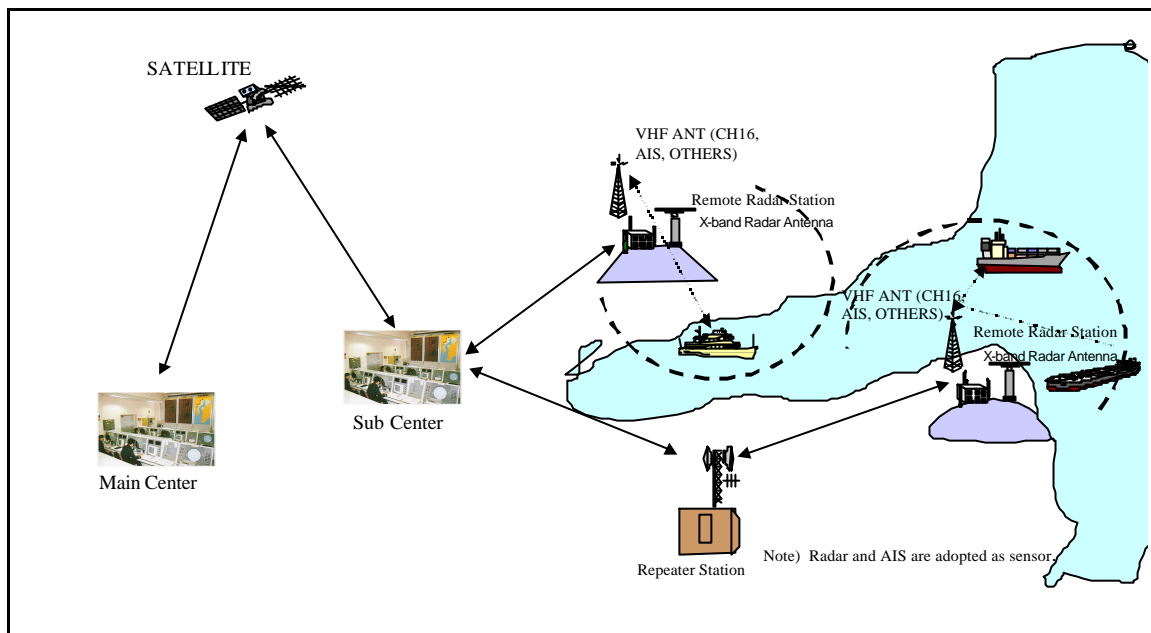 SATELLITE
VHF ANT (CH16,
AIS, OTHERS)
Remote Radar Station
X-band Radar Antenna
VHF ANT (CH16,
AIS, OTHERS)
Remote Radar Station
X-band Radar Antenna
Sub Center
Main Center
Repeater Station
Note) Radar and AIS are adopted as sensor.